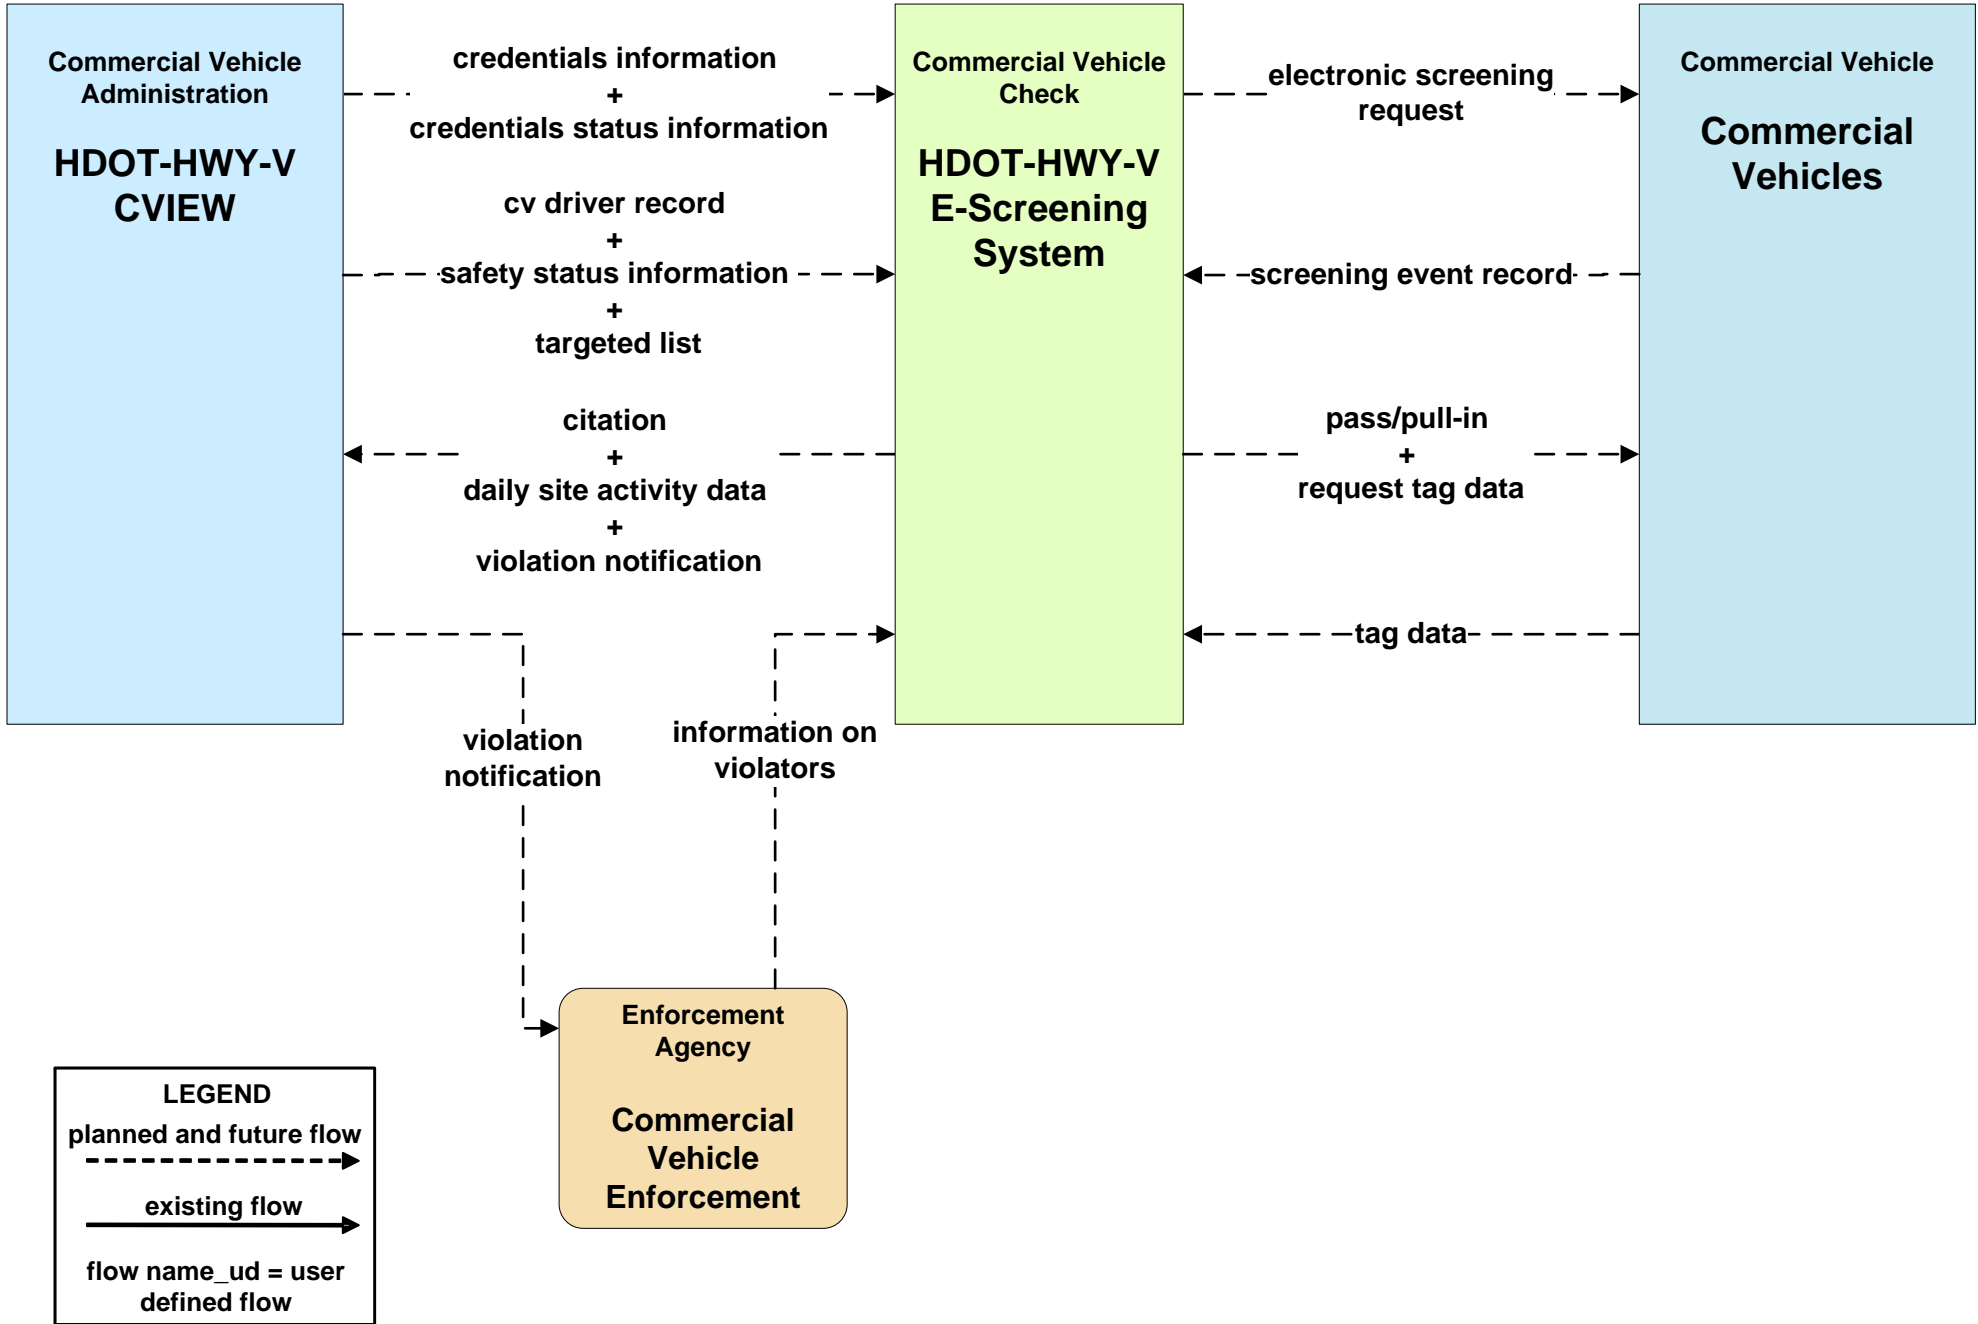 Commercial Vehicle
Administration
HDOT-HWY-V
CVIEW
credentials information
+
credentials status information
cv driver record
+
safety status information
+
targeted list
citation
+
daily site activity data
+
violation notification
Commercial Vehicle
Check
HDOT-HWY-V
E-Screening
System
electronic screening
request
screening event record
pass/pull-in
+
request tag data
tag data
Commercial Vehicle
Commercial
Vehicles
violation
notification
information on
violators
Enforcement
Agency
Commercial
Vehicle
Enforcement
LEGEND
planned and future flow
existing flow
flow name_ud = user
defined flow